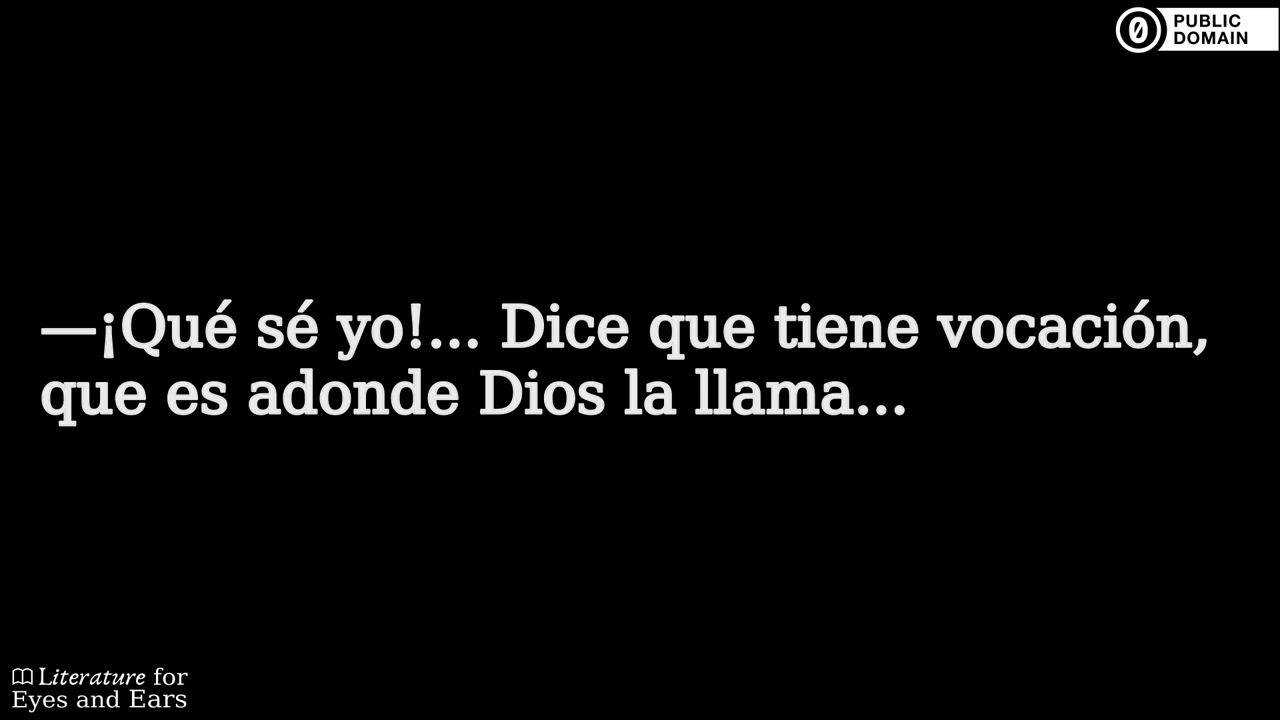 PUBLIC
DOMAIN
—¡Qué sé yo!... Dice que tiene vocación,
que es adonde Dios la llama...
Literature for
Eyes and Ears